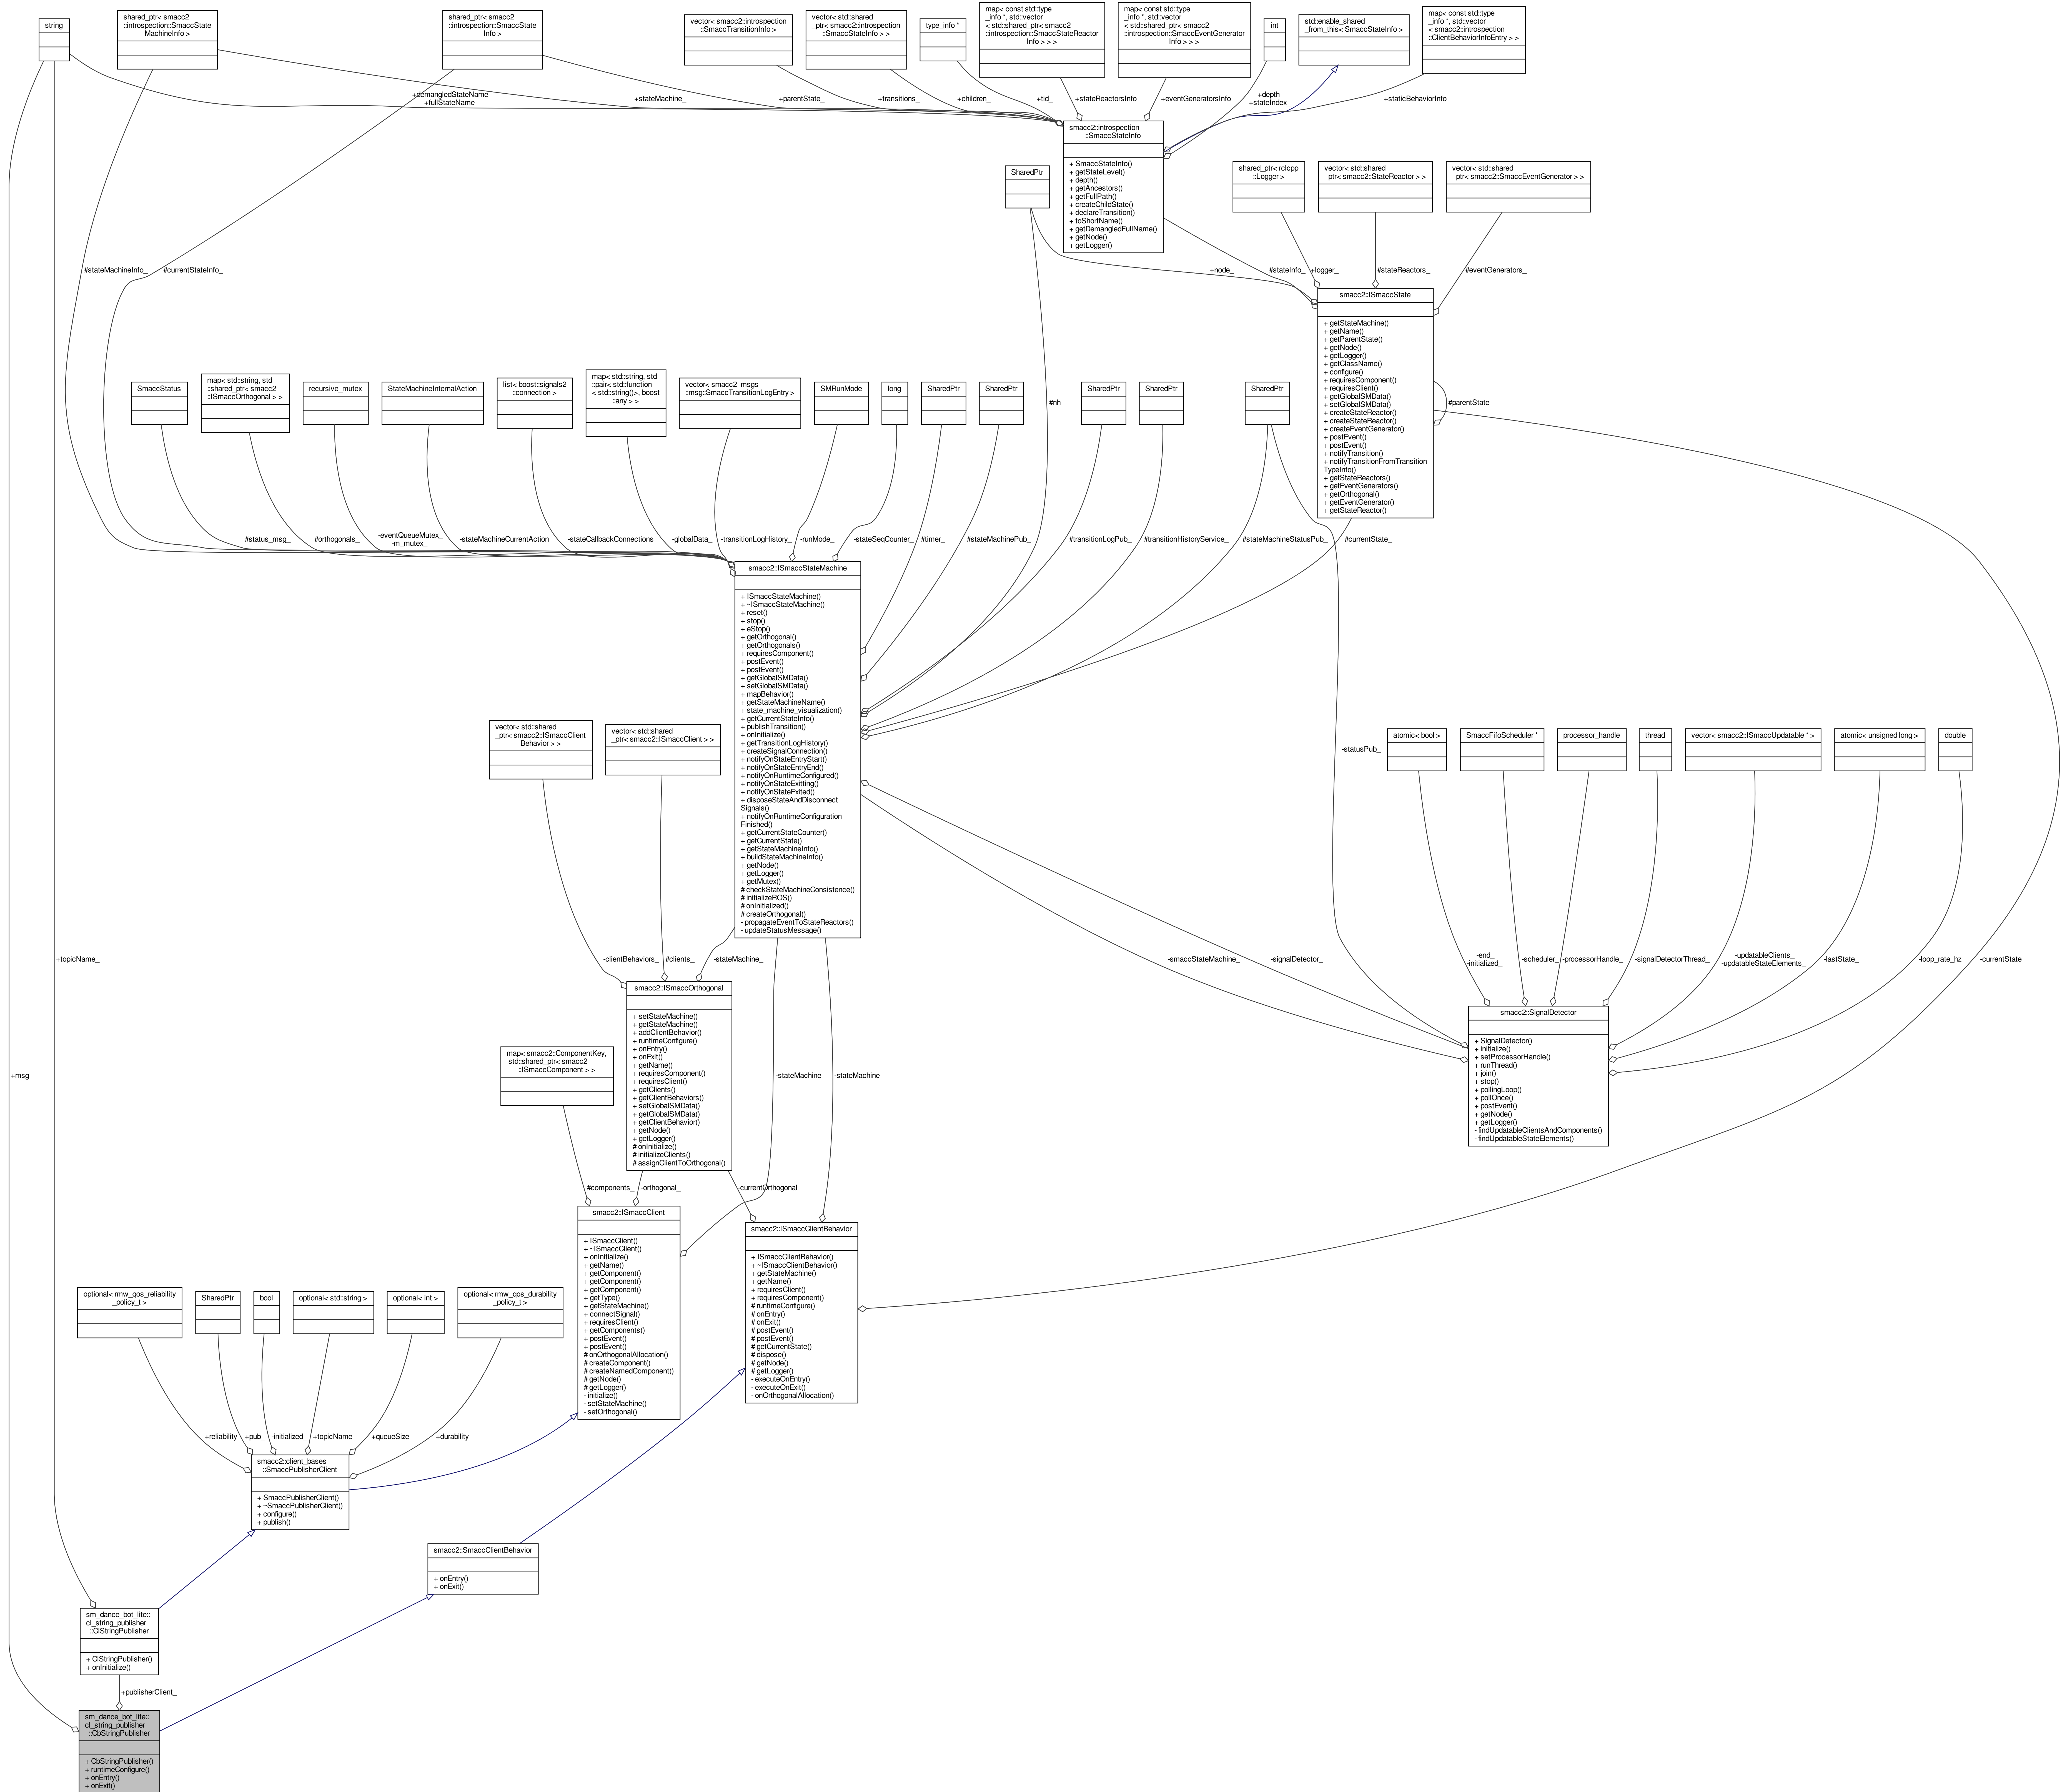 string
shared_ptr< smacc2
::introspection::SmaccState
MachineInfo >
shared_ptr< smacc2
::introspection::SmaccState
Info >
vector< smacc2::introspection
::SmaccTransitionInfo >
vector< std::shared
_ptr< smacc2::introspection
::SmaccStateInfo > >
type_info *
map< const std::type
_info *, std::vector
< std::shared_ptr< smacc2
::introspection::SmaccStateReactor
Info > > >
map< const std::type
_info *, std::vector
< std::shared_ptr< smacc2
::introspection::SmaccEventGenerator
Info > > >
int
std::enable_shared
_from_this< SmaccStateInfo >
map< const std::type
_info *, std::vector
< smacc2::introspection
::ClientBehaviorInfoEntry > >
+demangledStateName
+fullStateName
+stateMachine_
+parentState_
+transitions_
+children_
+tid_
+stateReactorsInfo
+eventGeneratorsInfo
+depth_
+stateIndex_
+staticBehaviorInfo
smacc2::introspection
::SmaccStateInfo
+ SmaccStateInfo()
+ getStateLevel()
+ depth()
+ getAncestors()
+ getFullPath()
+ createChildState()
+ declareTransition()
+ toShortName()
+ getDemangledFullName()
+ getNode()
+ getLogger()
SharedPtr
shared_ptr< rclcpp
::Logger >
vector< std::shared
_ptr< smacc2::StateReactor > >
vector< std::shared
_ptr< smacc2::SmaccEventGenerator > >
#stateMachineInfo_
#currentStateInfo_
+node_
#stateInfo_
+logger_
#stateReactors_
#eventGenerators_
smacc2::ISmaccState
+ getStateMachine()
+ getName()
+ getParentState()
+ getNode()
+ getLogger()
+ getClassName()
+ configure()
+ requiresComponent()
+ requiresClient()
+ getGlobalSMData()
+ setGlobalSMData()
+ createStateReactor()
+ createStateReactor()
+ createEventGenerator()
+ postEvent()
+ postEvent()
+ notifyTransition()
+ notifyTransitionFromTransition
TypeInfo()
+ getStateReactors()
+ getEventGenerators()
+ getOrthogonal()
+ getEventGenerator()
+ getStateReactor()
#parentState_
SmaccStatus
map< std::string, std
::shared_ptr< smacc2
::ISmaccOrthogonal > >
recursive_mutex
StateMachineInternalAction
list< boost::signals2
::connection >
map< std::string, std
::pair< std::function
< std::string()>, boost
::any > >
vector< smacc2_msgs
::msg::SmaccTransitionLogEntry >
SMRunMode
long
SharedPtr
SharedPtr
#nh_
SharedPtr
SharedPtr
SharedPtr
#status_msg_
#orthogonals_
-eventQueueMutex_
-m_mutex_
-stateMachineCurrentAction
-stateCallbackConnections
-globalData_
-transitionLogHistory_
-runMode_
-stateSeqCounter_
#timer_
#stateMachinePub_
#transitionLogPub_
#transitionHistoryService_
#stateMachineStatusPub_
#currentState_
smacc2::ISmaccStateMachine
+ ISmaccStateMachine()
+ ~ISmaccStateMachine()
+ reset()
+ stop()
+ eStop()
+ getOrthogonal()
+ getOrthogonals()
+ requiresComponent()
+ postEvent()
+ postEvent()
+ getGlobalSMData()
+ setGlobalSMData()
+ mapBehavior()
+ getStateMachineName()
+ state_machine_visualization()
+ getCurrentStateInfo()
+ publishTransition()
+ onInitialize()
+ getTransitionLogHistory()
+ createSignalConnection()
+ notifyOnStateEntryStart()
+ notifyOnStateEntryEnd()
+ notifyOnRuntimeConfigured()
+ notifyOnStateExitting()
+ notifyOnStateExited()
+ disposeStateAndDisconnect
Signals()
+ notifyOnRuntimeConfiguration
Finished()
+ getCurrentStateCounter()
+ getCurrentState()
+ getStateMachineInfo()
+ buildStateMachineInfo()
+ getNode()
+ getLogger()
+ getMutex()
# checkStateMachineConsistence()
# initializeROS()
# onInitialized()
# createOrthogonal()
- propagateEventToStateReactors()
- updateStatusMessage()
vector< std::shared
_ptr< smacc2::ISmaccClient
Behavior > >
vector< std::shared
_ptr< smacc2::ISmaccClient > >
-statusPub_
atomic< bool >
SmaccFifoScheduler *
processor_handle
thread
vector< smacc2::ISmaccUpdatable * >
atomic< unsigned long >
double
+topicName_
-clientBehaviors_
#clients_
-stateMachine_
-smaccStateMachine_
-signalDetector_
-end_
-initialized_
-scheduler_
-processorHandle_
-signalDetectorThread_
-updatableClients_
-updatableStateElements_
-lastState_
-loop_rate_hz
-currentState
smacc2::ISmaccOrthogonal
+ setStateMachine()
+ getStateMachine()
+ addClientBehavior()
+ runtimeConfigure()
+ onEntry()
+ onExit()
+ getName()
+ requiresComponent()
+ requiresClient()
+ getClients()
+ getClientBehaviors()
+ setGlobalSMData()
+ getGlobalSMData()
+ getClientBehavior()
+ getNode()
+ getLogger()
# onInitialize()
# initializeClients()
# assignClientToOrthogonal()
smacc2::SignalDetector
+ SignalDetector()
+ initialize()
+ setProcessorHandle()
+ runThread()
+ join()
+ stop()
+ pollingLoop()
+ pollOnce()
+ postEvent()
+ getNode()
+ getLogger()
- findUpdatableClientsAndComponents()
- findUpdatableStateElements()
map< smacc2::ComponentKey,
std::shared_ptr< smacc2
::ISmaccComponent > >
+msg_
-stateMachine_
-stateMachine_
#components_
-orthogonal_
-currentOrthogonal
smacc2::ISmaccClient
+ ISmaccClient()
+ ~ISmaccClient()
+ onInitialize()
+ getName()
+ getComponent()
+ getComponent()
+ getComponent()
+ getType()
+ getStateMachine()
+ connectSignal()
+ requiresClient()
+ getComponents()
+ postEvent()
+ postEvent()
# onOrthogonalAllocation()
# createComponent()
# createNamedComponent()
# getNode()
# getLogger()
- initialize()
- setStateMachine()
- setOrthogonal()
smacc2::ISmaccClientBehavior
+ ISmaccClientBehavior()
+ ~ISmaccClientBehavior()
+ getStateMachine()
+ getName()
+ requiresClient()
+ requiresComponent()
# runtimeConfigure()
# onEntry()
# onExit()
# postEvent()
# postEvent()
# getCurrentState()
# dispose()
# getNode()
# getLogger()
- executeOnEntry()
- executeOnExit()
- onOrthogonalAllocation()
optional< rmw_qos_reliability
_policy_t >
SharedPtr
bool
optional< std::string >
optional< int >
optional< rmw_qos_durability
_policy_t >
+reliability
+pub_
-initialized_
+topicName
+queueSize
+durability
smacc2::client_bases
::SmaccPublisherClient
+ SmaccPublisherClient()
+ ~SmaccPublisherClient()
+ configure()
+ publish()
smacc2::SmaccClientBehavior
+ onEntry()
+ onExit()
sm_dance_bot_lite::
cl_string_publisher
::ClStringPublisher
+ ClStringPublisher()
+ onInitialize()
+publisherClient_
sm_dance_bot_lite::
cl_string_publisher
::CbStringPublisher
+ CbStringPublisher()
+ runtimeConfigure()
+ onEntry()
+ onExit()